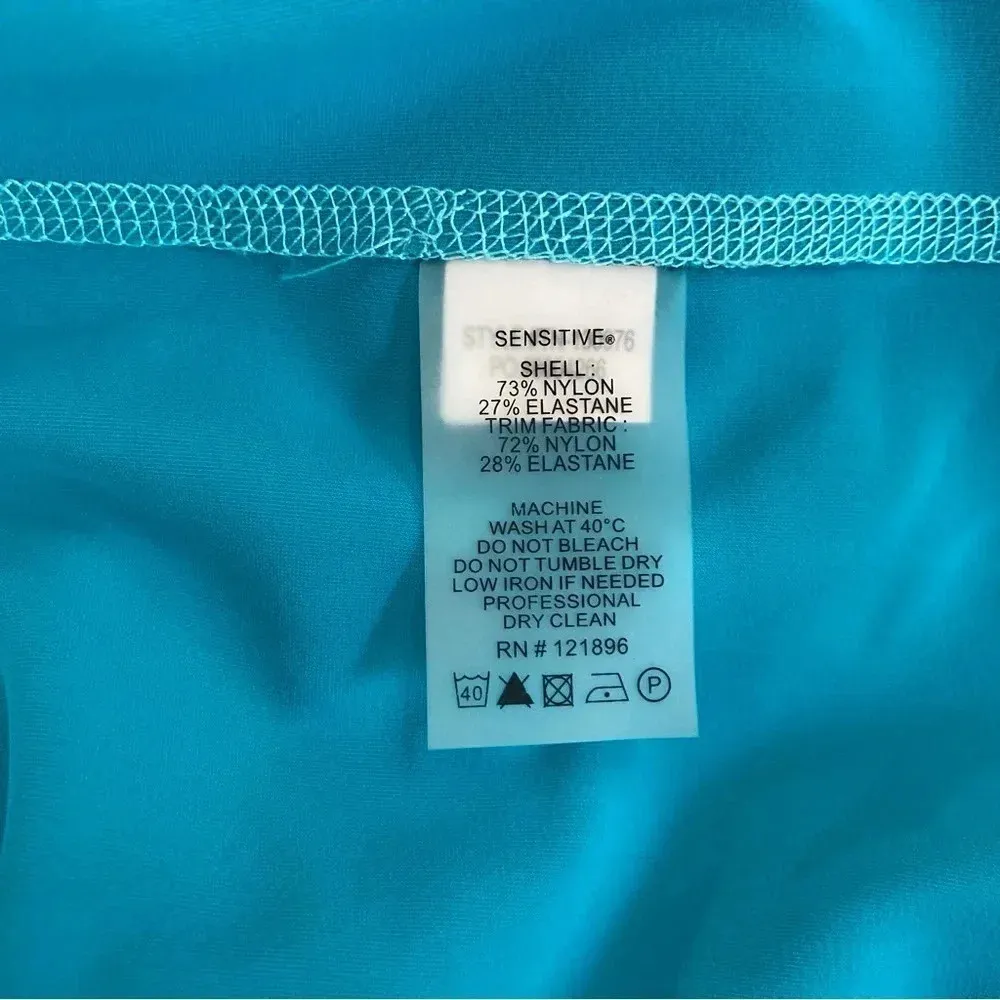 SENSITIVE®
SHELL :
73% NYLON
27% ELASTANE
TRIM FABRIC :
72% NYLON
28% ELASTANE
MACHINE
WASH AT 40°C
DO NOT BLEACH
DO NOT TUMBLE DRY
LOW IRON IF NEEDED
PROFESSIONAL
DRY CLEAN
RN # 121896
40 P